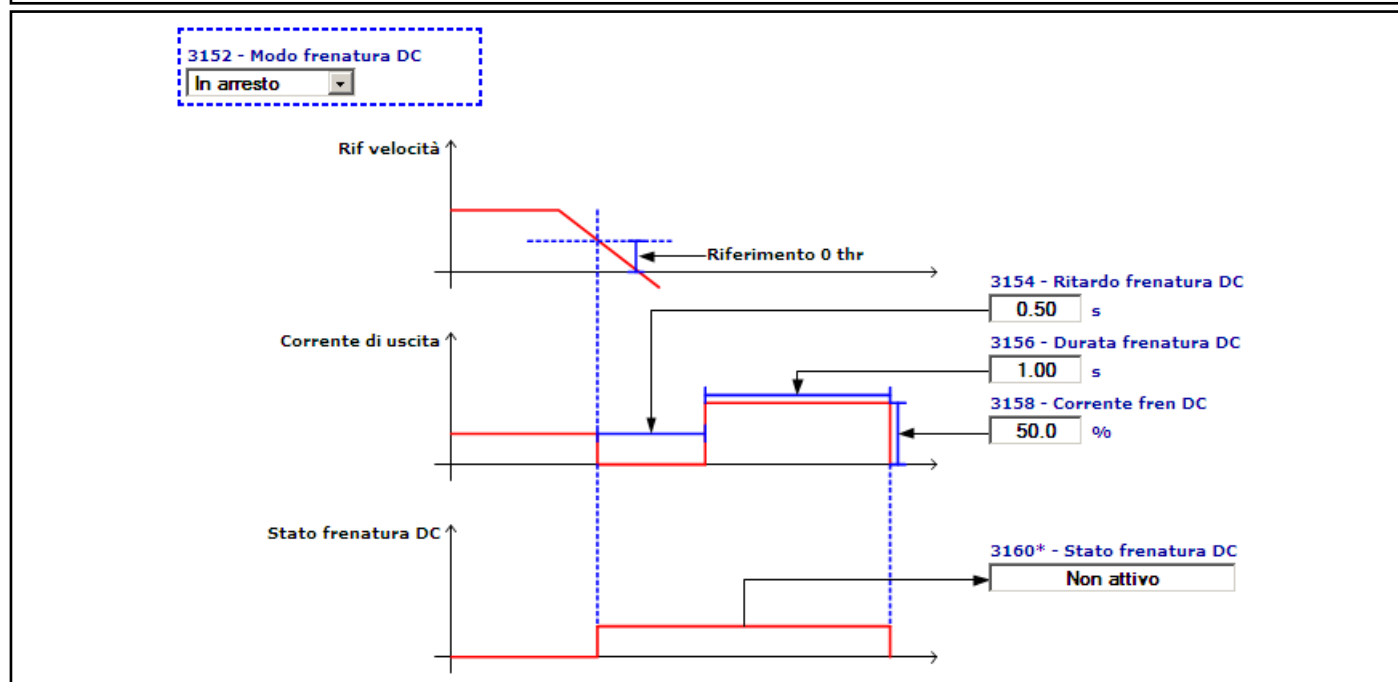 3152 - Modo frenatura DC
In arresto
Rif velocità
Riferimento 0 thr
3154 - Ritardo frenatura DC
0.50 s
Corrente di uscita
3156 - Durata frenatura DC
1.00 s
3158 - Corrente fren DC
50.0 %
Stato frenatura DC
3160* - Stato frenatura DC
Non attivo